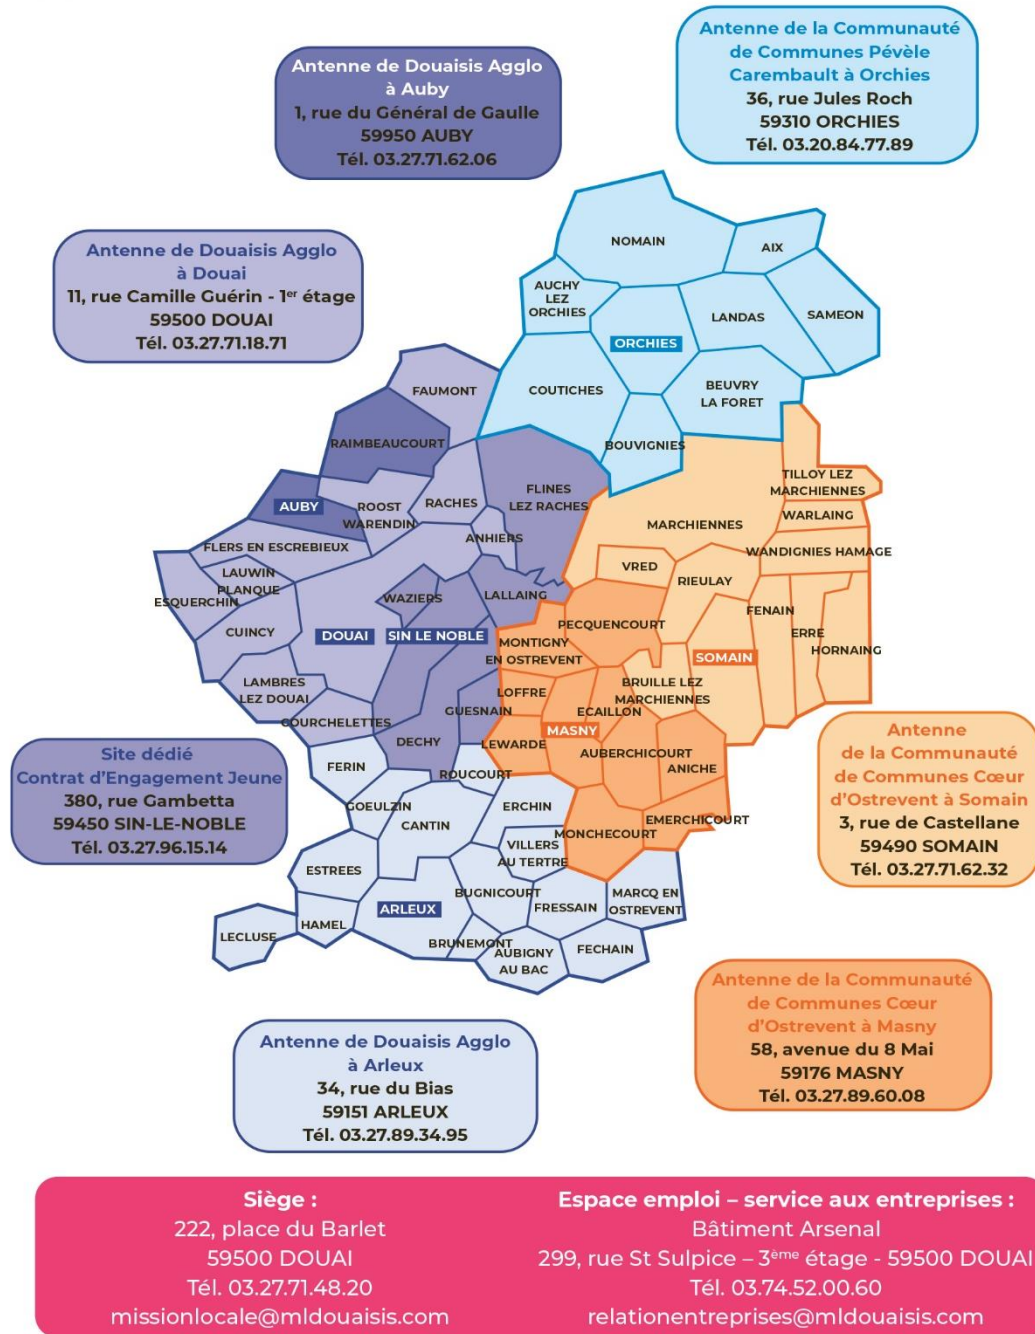 Antenne de Douaisis Agglo
à Auby
1, rue du Général de Gaulle
59950 AUBY
Tél. 03.27.71.62.06
Antenne de la Communauté
de Communes Pévèle
Carembault à Orchies
36, rue Jules Roch
59310 ORCHIES
Tél. 03.20.84.77.89
Antenne de Douaisis Agglo
à Douai
11, rue Camille Guérin - 1er étage
59500 DOUAI
Tél. 03.27.71.18.71
NOMAIN
AIX
AUCHY
LEZ
ORCHIES
LANDAS
SAMEON
ORCHIES
COUTICHES
BEUVRY
LA FORET
BOUVIGNIES
FAUMONT
RAIMBEAUCOURT
AUBY
ROOST
WARENDIN
RACHES
FLINES
LEZ RACHES
ANHIERS
FLERS EN ESCREBIEUX
LAUWIN
PLANQUE
ESQUERCHIN
CUINCY
DOUAI
WAZIERS
SIN LE NOBLE
LALLAING
LAMBRES
LEZ DOUAI
COURCHELETTES
DECHY
GUESNAIN
TILLOY LEZ
MARCHIENNES
WARLAING
MARCHIENNES
WANDIGNIES HAMAGE
VRED
RIEULAY
FENAIN
ERRE
HORNAING
PECQUENCOURT
MONTIGNY
EN OSTREVENT
SOMAIN
BRUILLE LEZ
MARCHIENNES
LOFFRE
ECAILLON
MASNY
LEWARDE
AUBERCHICOURT
ANICHE
EMERCHICOURT
MONCHECOURT
FERIN
ROUCOURT
GOEULZIN
CANTIN
ERCHIN
VILLERS
AU TERTRE
ESTREES
BUGNICOURT
FRESSAIN
MARCQ EN
OSTREVENT
ARLEUX
HAMEL
LECLUSE
BRUNEMONT
AUBIGNY
AU BAC
FECHAIN
Site dédié
Contrat d'Engagement Jeune
380, rue Gambetta
59450 SIN-LE-NOBLE
Tél. 03.27.96.15.14
Antenne
de la Communauté
de Communes Cœur
d'Ostrevent à Somain
3, rue de Castellane
59490 SOMAIN
Tél. 03.27.71.62.32
Antenne de la Communauté
de Communes Cœur
d'Ostrevent à Masny
58, avenue du 8 Mai
59176 MASNY
Tél. 03.27.89.60.08
Antenne de Douaisis Agglo
à Arleux
34, rue du Bias
59151 ARLEUX
Tél. 03.27.89.34.95
Siège :
222, place du Barlet
59500 DOUAI
Tél. 03.27.71.48.20
missionlocale@mldouaisis.com
Espace emploi – service aux entreprises :
Bâtiment Arsenal
299, rue St Sulpice – 3ème étage - 59500 DOUAI
Tél. 03.74.52.00.60
relationentreprises@mldouaisis.com